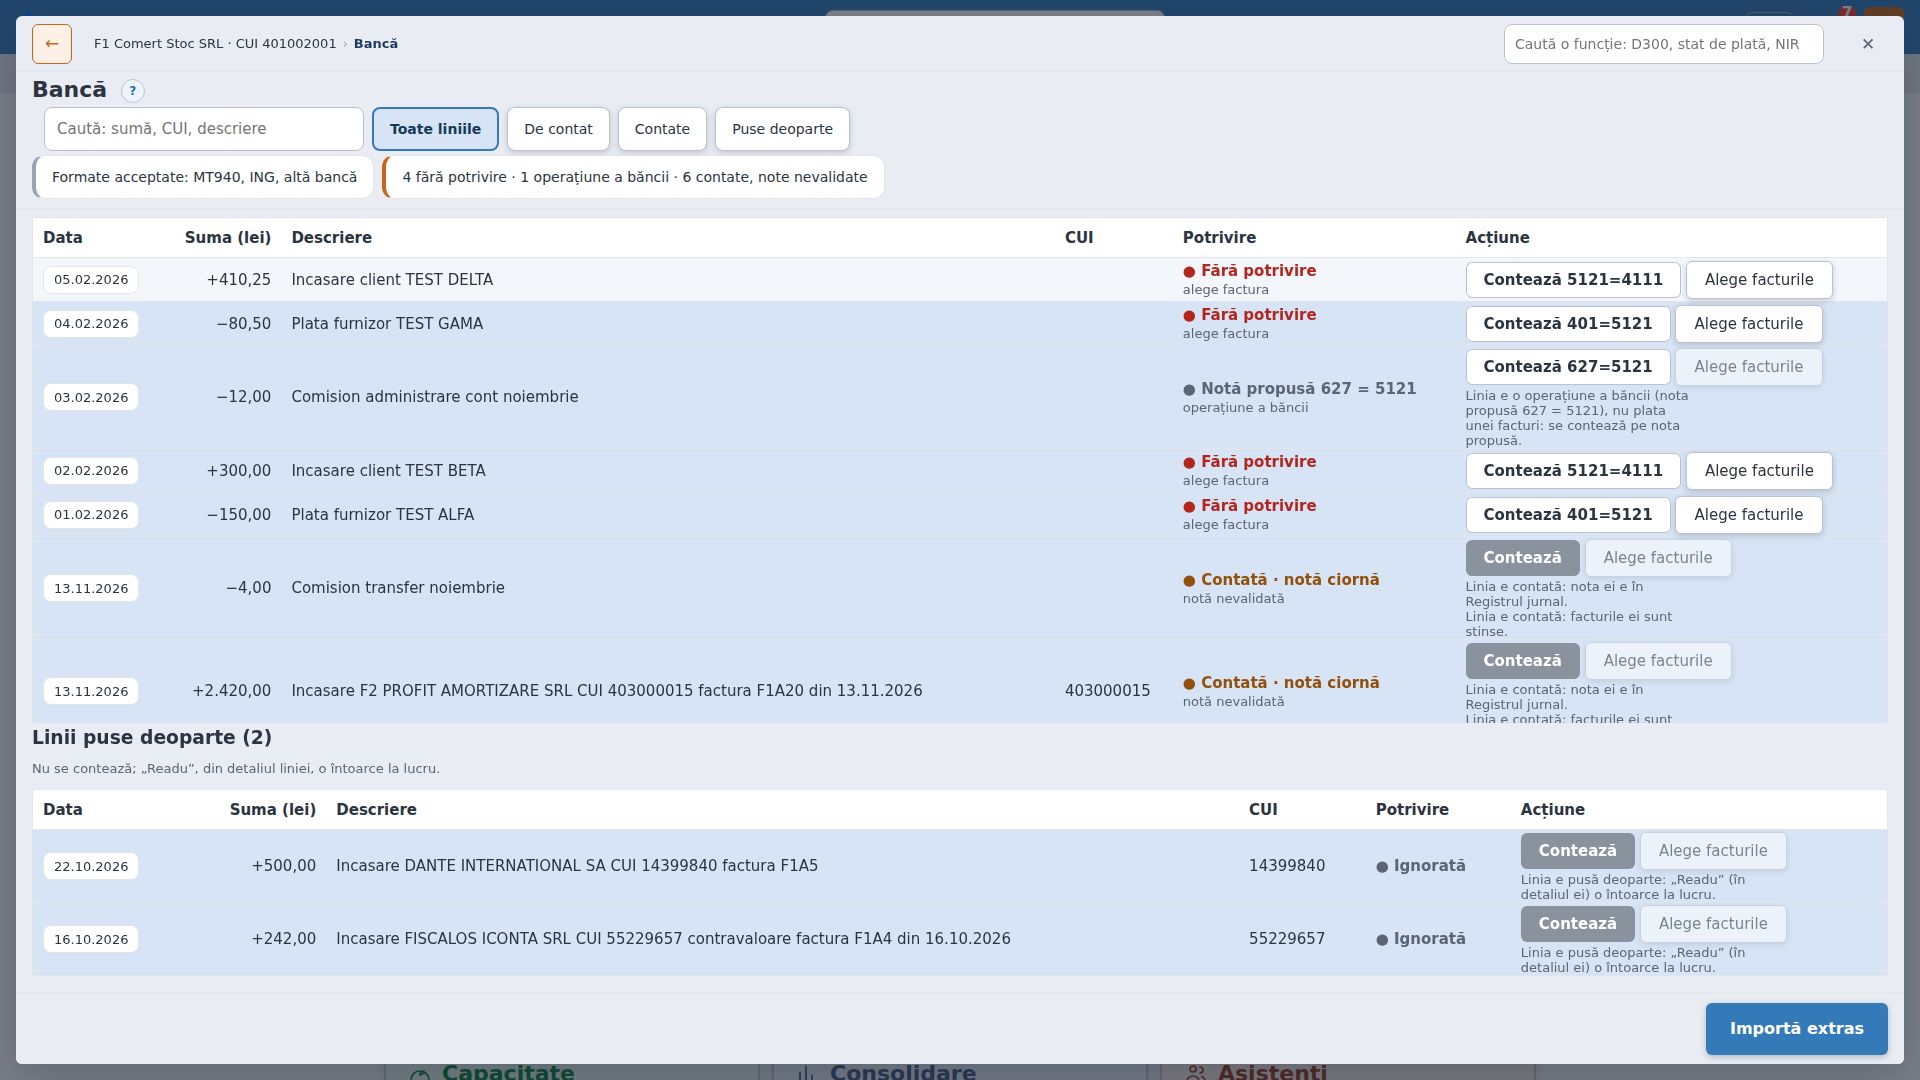 7
←
F1 Comert Stoc SRL · CUI 401002001 › Bancă
Caută o funcție: D300, stat de plată, NIR
✕
Bancă ?
Caută: sumă, CUI, descriere
Toate liniile
De contat
Contate
Puse deoparte
Formate acceptate: MT940, ING, altă bancă
4 fără potrivire · 1 operațiune a băncii · 6 contate, note nevalidate
Data Suma (lei) Descriere CUI Potrivire Acțiune
05.02.2026 +410,25 Incasare client TEST DELTA ● Fără potrivire Contează 5121=4111 Alege facturile
alege factura
04.02.2026 −80,50 Plata furnizor TEST GAMA ● Fără potrivire Contează 401=5121 Alege facturile
alege factura
03.02.2026 −12,00 Comision administrare cont noiembrie ● Notă propusă 627 = 5121 Contează 627=5121 Alege facturile
operațiune a băncii
Linia e o operațiune a băncii (nota
propusă 627 = 5121), nu plata
unei facturi: se contează pe nota
propusă.
02.02.2026 +300,00 Incasare client TEST BETA ● Fără potrivire Contează 5121=4111 Alege facturile
alege factura
01.02.2026 −150,00 Plata furnizor TEST ALFA ● Fără potrivire Contează 401=5121 Alege facturile
alege factura
13.11.2026 −4,00 Comision transfer noiembrie ● Contată · notă ciornă Contează Alege facturile
notă nevalidată
Linia e contată: nota ei e în
Registrul jurnal.
Linia e contată: facturile ei sunt
stinse.
13.11.2026 +2.420,00 Incasare F2 PROFIT AMORTIZARE SRL CUI 403000015 factura F1A20 din 13.11.2026 403000015 ● Contată · notă ciornă Contează Alege facturile
notă nevalidată
Linia e contată: nota ei e în
Registrul jurnal.
Linia e contată: facturile ei sunt
Linii puse deoparte (2)
Nu se contează; „Readu”, din detaliul liniei, o întoarce la lucru.
Data Suma (lei) Descriere CUI Potrivire Acțiune
22.10.2026 +500,00 Incasare DANTE INTERNATIONAL SA CUI 14399840 factura F1A5 14399840 ● Ignorată Contează Alege facturile
Linia e pusă deoparte: „Readu” (în
detaliul ei) o întoarce la lucru.
16.10.2026 +242,00 Incasare FISCALOS ICONTA SRL CUI 55229657 contravaloare factura F1A4 din 16.10.2026 55229657 ● Ignorată Contează Alege facturile
Linia e pusă deoparte: „Readu” (în
detaliul ei) o întoarce la lucru.
Importă extras
Capacitate
Consolidare
Asistenți